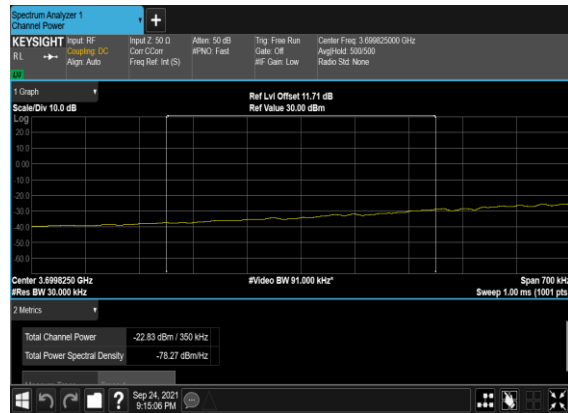 Spectrum Analyzer 1
Channel Power
+
KEYSIGHT Input: RF Input Z: 50 Ω Atten: 50 dB Trig: Free Run Center Freq: 3.699825000 GHz
R L Coupling: DC Corr CCorr #PNO: Fast Gate: Off Avg|Hold: 500/500
Align: Auto Freq Ref: Int (S) #IF Gain: Low Radio Std: None
1 Graph
Ref Lvl Offset 11.71 dB
Scale/Div 10.0 dB Ref Value 30.00 dBm
Log
20.0
10.0
0.00
-10.0
-20.0
-30.0
-40.0
-50.0
-60.0
Center 3.6998250 GHz #Video BW 91.000 kHz* Span 700 kHz
#Res BW 30.000 kHz Sweep 1.00 ms (1001 pts
2 Metrics
Total Channel Power -22.83 dBm / 350 kHz
Total Power Spectral Density -78.27 dBm/Hz
? Sep 24, 2021
9:15:06 PM